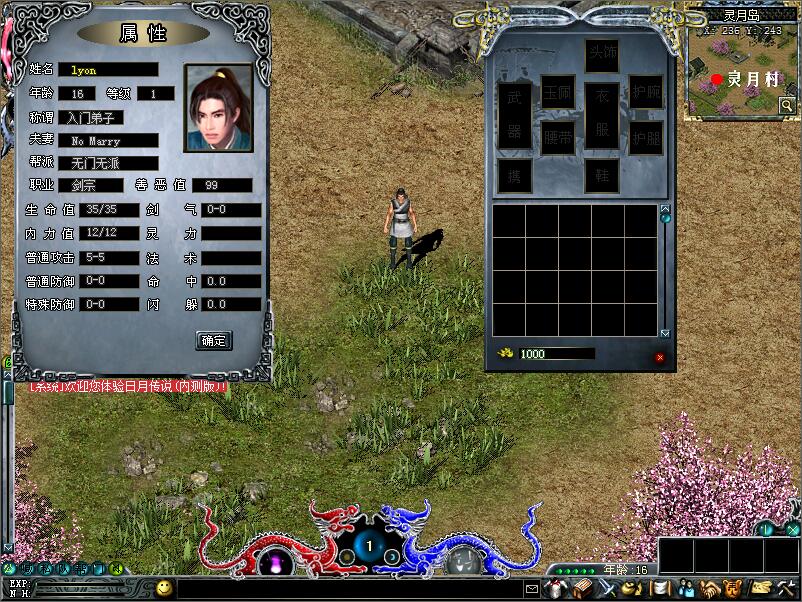 属性
姓名 lyon
年龄 16 等级 1
称谓 入门弟子
夫妻 No Marry
帮派 无门无派
职业 剑宗 善恶值 99
生命值 35/35 剑气 0-0
内力值 12/12 灵力
普通攻击 5-5 法术
普通防御 0-0 命中 0.0
特殊防御 0-0 闪躲 0.0
确定
[系统]欢迎您体验日月传说(内测版)!
头饰
武器 玉佩 衣服 护腕
腰带 护腿
鞋
1000
灵月岛
X: 236 Y: 243
灵月村
1
年龄:16
EXP:
N H: